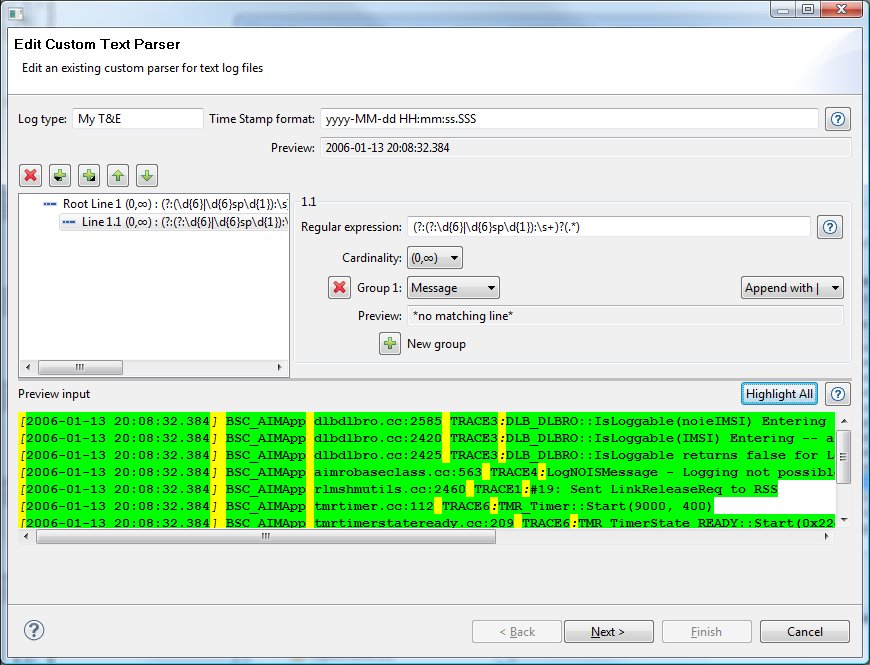 Edit Custom Text Parser
Edit an existing custom parser for text log files
Log type: My T&E Time Stamp format: yyyy-MM-dd HH:mm:ss.SSS
Preview: 2006-01-13 20:08:32.384
Root Line 1 (0,∞) : (?:(\d{6}|\d{6}sp\d{1}):\s
Line 1.1 (0,∞) : (?:(?:\d{6}|\d{6}sp\d{1}):\
1.1
Regular expression: (?:(?:\d{6}|\d{6}sp\d{1}):\s+)?(.*)
Cardinality: (0,∞)
Group 1: Message Append with |
Preview: *no matching line*
New group
Preview input Highlight All
[2006-01-13 20:08:32.384] BSC_AIMApp dlbdlbro.cc:2585 TRACE3:DLB_DLBRO::IsLoggable(noieIMSI) Entering
[2006-01-13 20:08:32.384] BSC_AIMApp dlbdlbro.cc:2420 TRACE3:DLB_DLBRO::IsLoggable(IMSI) Entering -- a
[2006-01-13 20:08:32.384] BSC_AIMApp dlbdlbro.cc:2425 TRACE3:DLB_DLBRO::IsLoggable returns false for L
[2006-01-13 20:08:32.384] BSC_AIMApp aimrobaseclass.cc:563 TRACE4:LogNOISMessage - Logging not possibl
[2006-01-13 20:08:32.384] BSC_AIMApp rlmshmutils.cc:2460 TRACE1:#19: Sent LinkReleaseReq to RSS
[2006-01-13 20:08:32.384] BSC_AIMApp tmrtimer.cc:112 TRACE6:TMR_Timer::Start(9000, 400)
[2006-01-13 20:08:32.384] BSC_AIMApp tmrtimerstateready.cc:209 TRACE6:TMR_TimerState_READY::Start(0x22
< Back Next > Finish Cancel